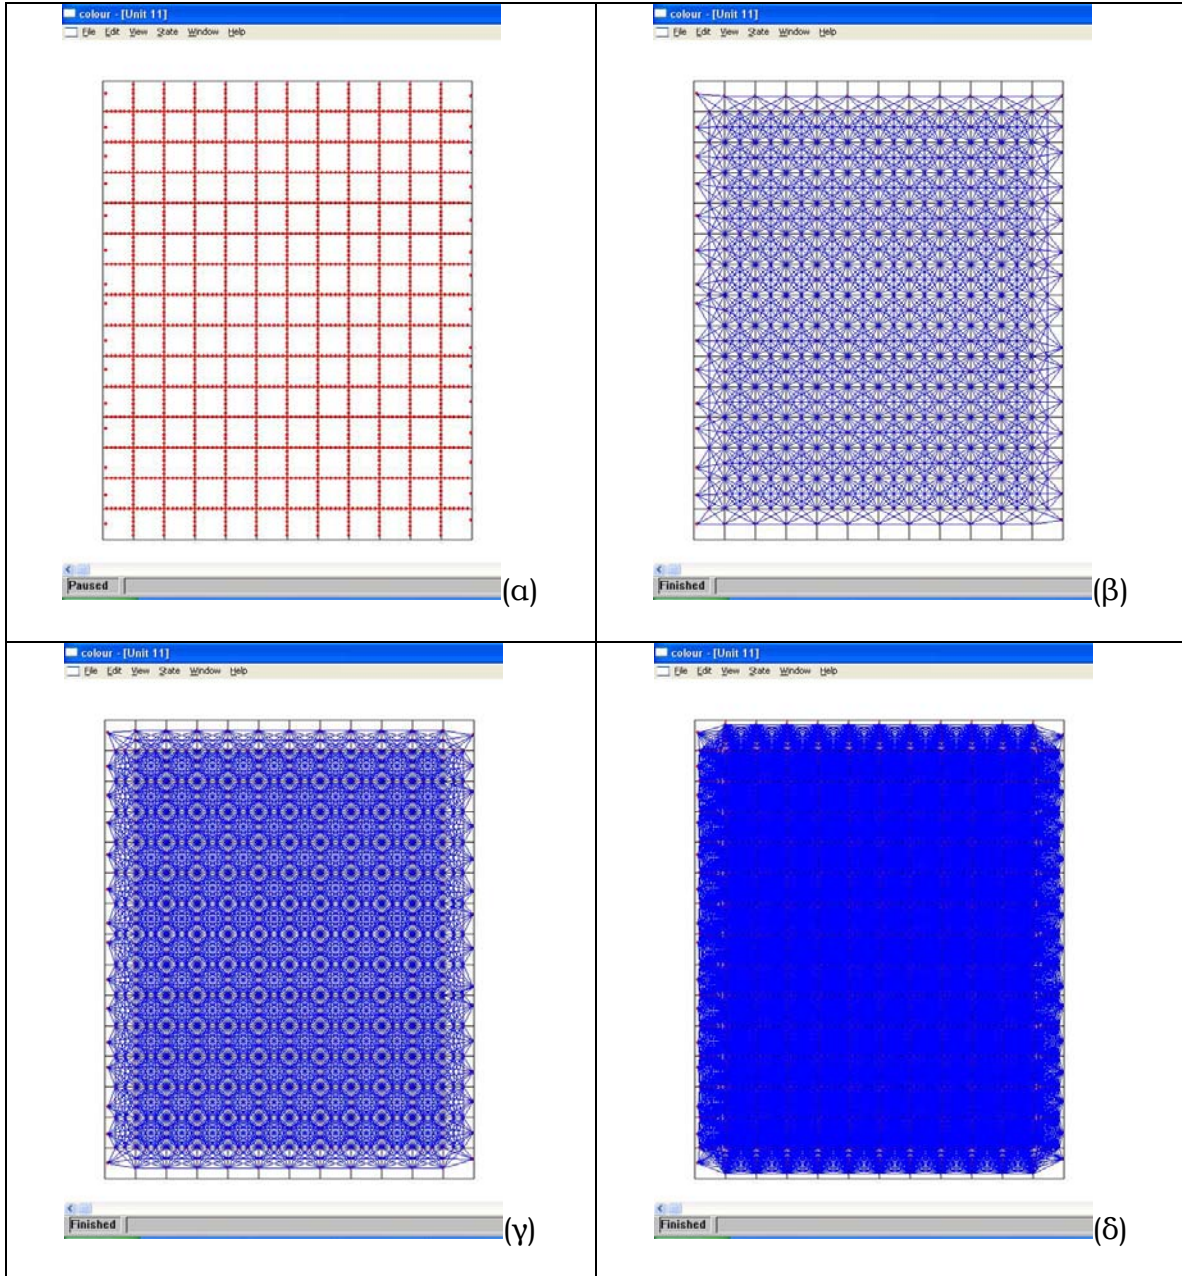 colour - [Unit 11]
File Edit View State Window Help
Paused
(α)
colour - [Unit 11]
File Edit View State Window Help
Finished
(β)
colour - [Unit 11]
File Edit View State Window Help
Finished
(γ)
colour - [Unit 11]
File Edit View State Window Help
Finished
(δ)